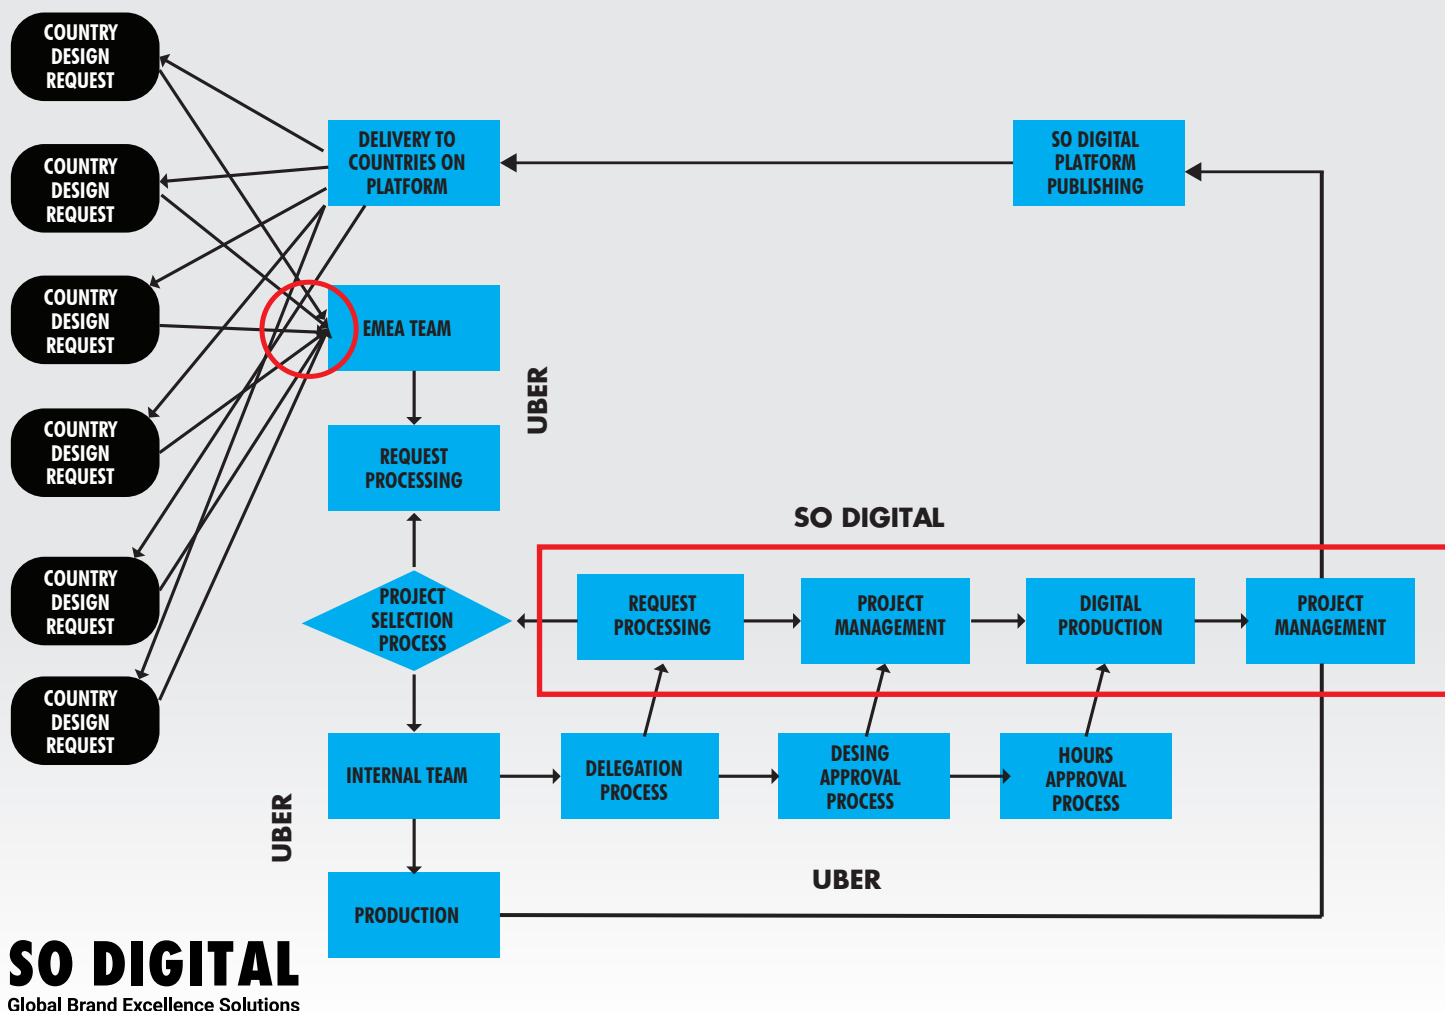 COUNTRY
DESIGN
REQUEST
COUNTRY
DESIGN
REQUEST
COUNTRY
DESIGN
REQUEST
COUNTRY
DESIGN
REQUEST
COUNTRY
DESIGN
REQUEST
COUNTRY
DESIGN
REQUEST
DELIVERY TO
COUNTRIES ON
PLATFORM
SO DIGITAL
PLATFORM
PUBLISHING
EMEA TEAM
UBER
REQUEST
PROCESSING
SO DIGITAL
PROJECT
SELECTION
PROCESS
REQUEST
PROCESSING
PROJECT
MANAGEMENT
DIGITAL
PRODUCTION
PROJECT
MANAGEMENT
INTERNAL TEAM
DELEGATION
PROCESS
DESING
APPROVAL
PROCESS
HOURS
APPROVAL
PROCESS
UBER
PRODUCTION
UBER
SO DIGITAL
Global Brand Excellence Solutions